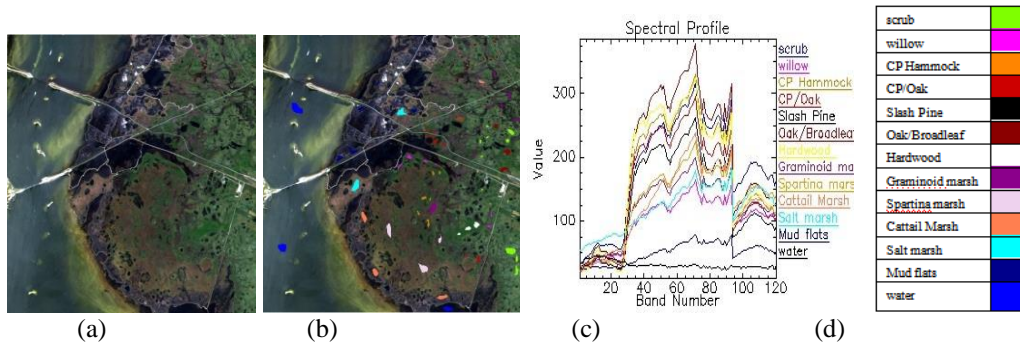 Spectral Profile
Value
300
200
100
20 40 60 80 100 120
Band Number
scrub
willow
CP Hammock
CP/Oak
Slash Pine
Oak/Broadleaf
Hardwood
Graminoid ma
Spartina mars
Cattail Marsh
Salt marsh
Mud flats
water
scrub
willow
CP Hammock
CP/Oak
Slash Pine
Oak/Broadleaf
Hardwood
Graminoid marsh
Spartina marsh
Cattail Marsh
Salt marsh
Mud flats
water
(a) (b) (c) (d)